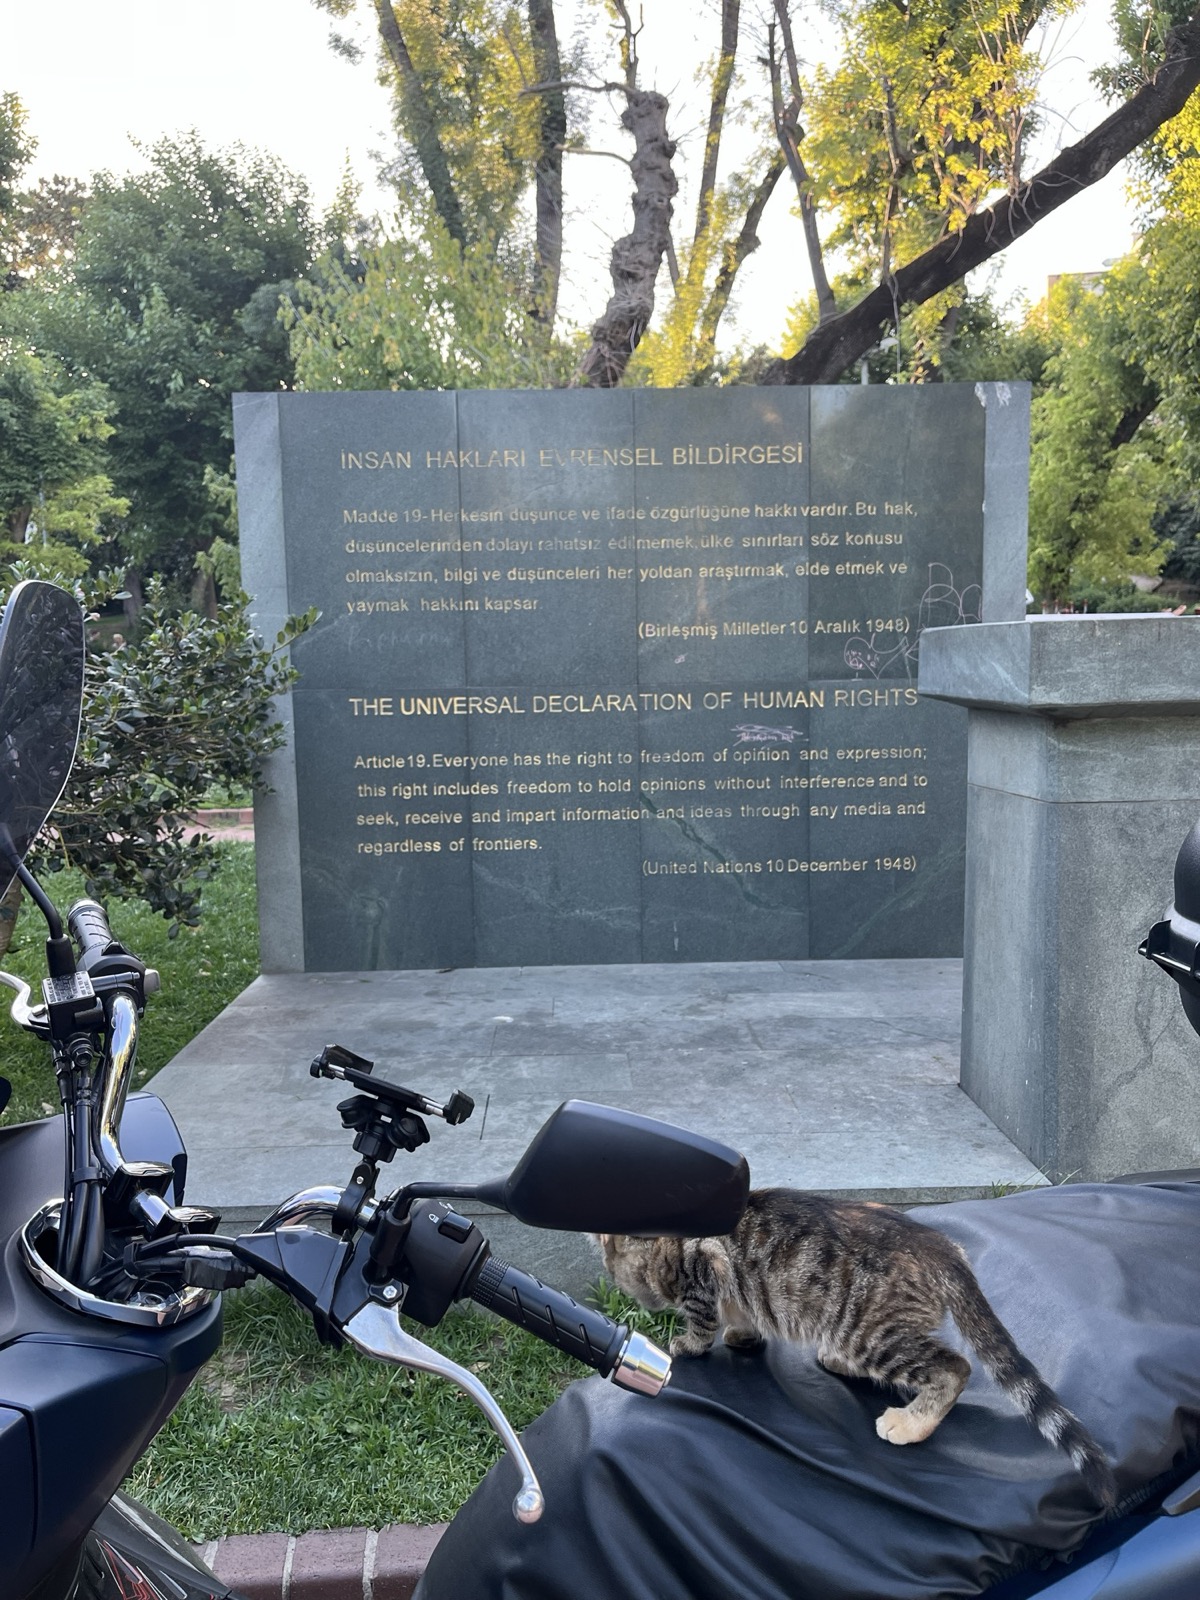 İNSAN HAKLARI EVRENSEL BİLDİRGESİ
Madde 19- Herkesin düşünce ve ifade özgürlüğüne hakkı vardır. Bu hak,
düşüncelerinden dolayı rahatsız edilmemek, ülke sınırları söz konusu
olmaksızın, bilgi ve düşünceleri her yoldan araştırmak, elde etmek ve
yaymak hakkını kapsar.
(Birleşmiş Milletler 10 Aralık 1948)
THE UNIVERSAL DECLARATION OF HUMAN RIGHTS
Article 19. Everyone has the right to freedom of opinion and expression;
this right includes freedom to hold opinions without interference and to
seek, receive and impart information and ideas through any media and
regardless of frontiers.
(United Nations 10 December 1948)